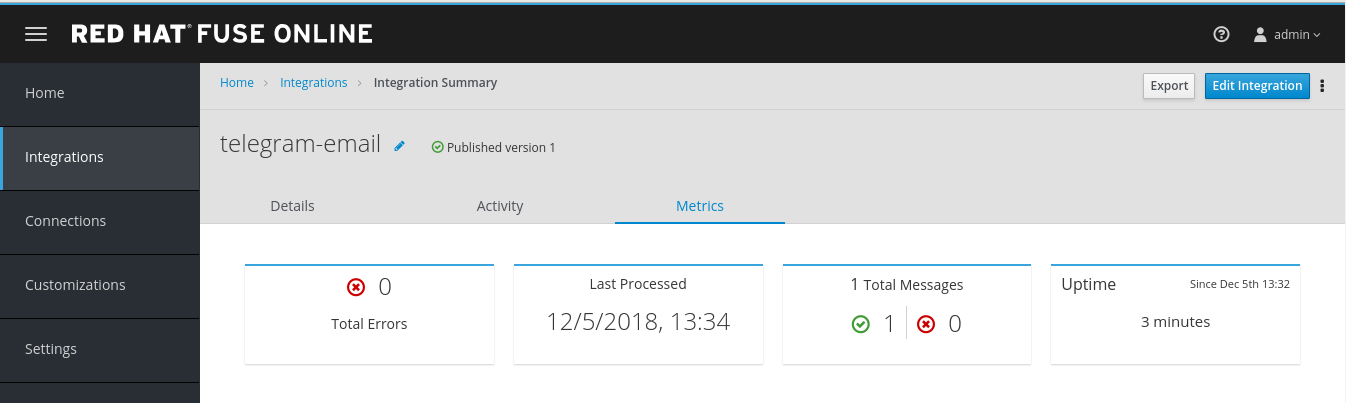 RED HAT® FUSE ONLINE
admin
Home
Integrations
Connections
Customizations
Settings
Home > Integrations > Integration Summary
Export
Edit Integration
telegram-email
Published version 1
Details
Activity
Metrics
0
Total Errors
Last Processed
12/5/2018, 13:34
1 Total Messages
1 0
Uptime
Since Dec 5th 13:32
3 minutes